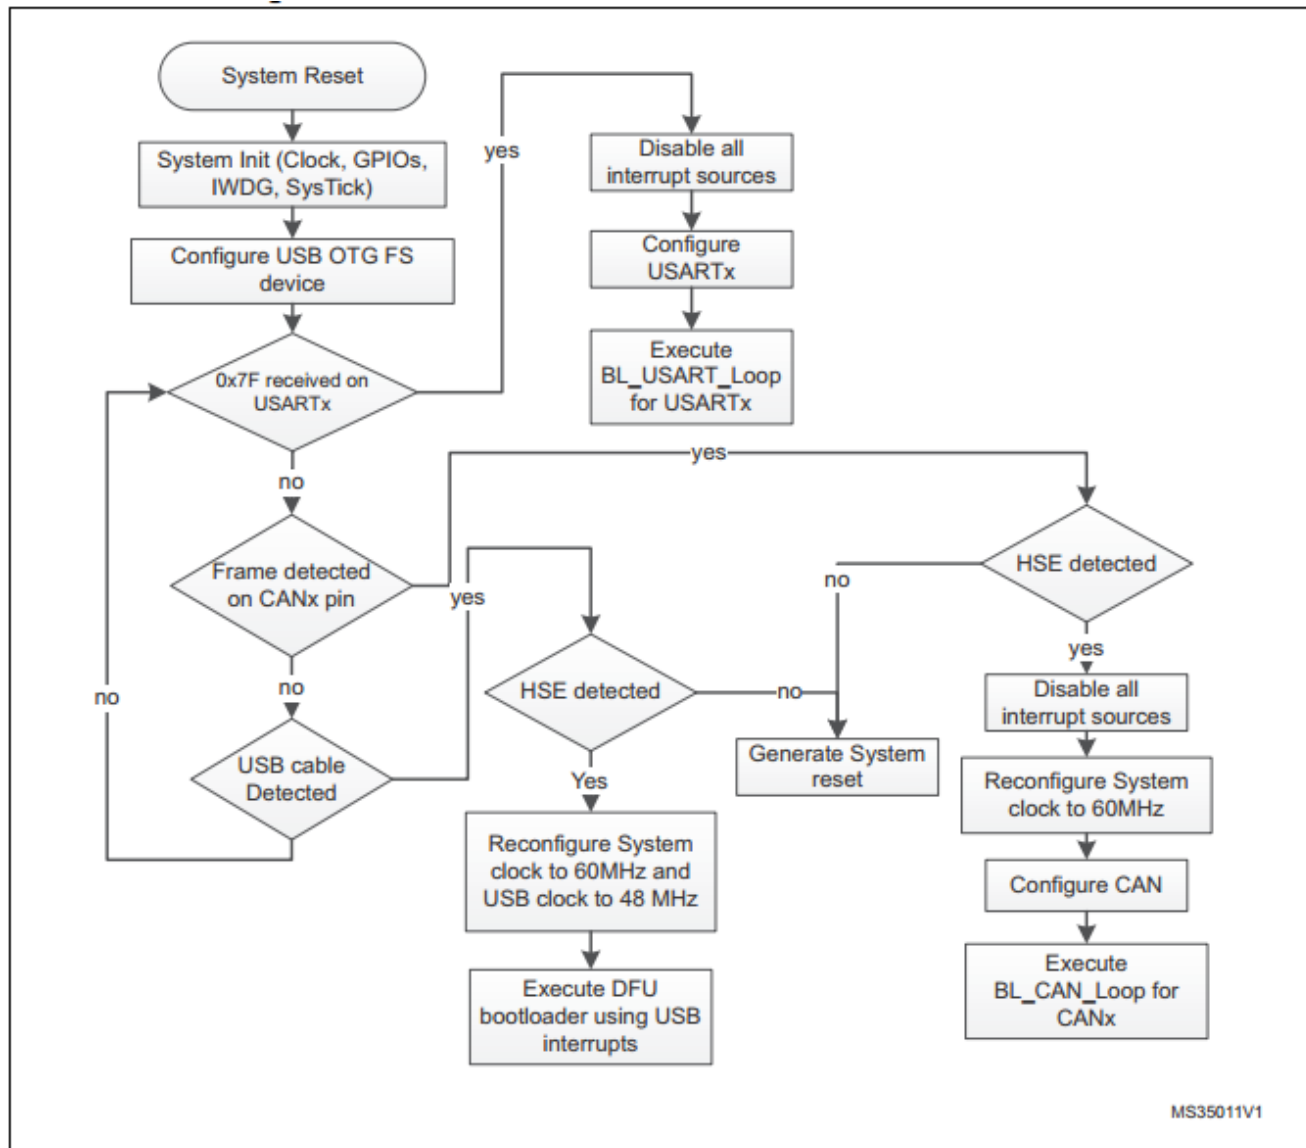 System Reset
System Init (Clock, GPIOs,
IWDG, SysTick)
Configure USB OTG FS
device
0x7F received on
USARTx
yes
Disable all
interrupt sources
Configure
USARTx
Execute
BL_USART_Loop
for USARTx
no
Frame detected
on CANx pin
yes
HSE detected
no
yes
Disable all
interrupt sources
Reconfigure System
clock to 60MHz
Configure CAN
Execute
BL_CAN_Loop for
CANx
no
USB cable
Detected
no
yes
HSE detected
no
Generate System
reset
Yes
Reconfigure System
clock to 60MHz and
USB clock to 48 MHz
Execute DFU
bootloader using USB
interrupts
MS35011V1